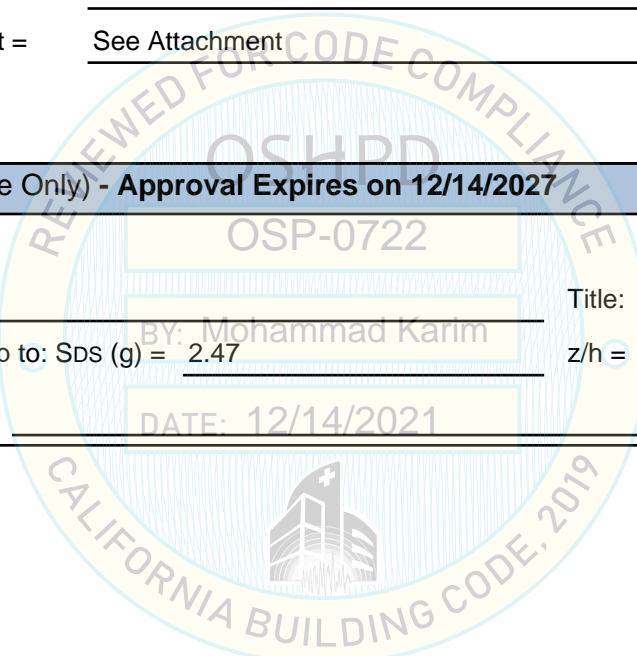 t = See Attachment
REVIEWED FOR CODE COMPLIANCE
OSHPD
e Only) - Approval Expires on 12/14/2027
OSP-0722
Title:
BY: Mohammad Karim
o to: SDS (g) = 2.47 z/h =
DATE: 12/14/2021
CALIFORNIA BUILDING CODE, 2019